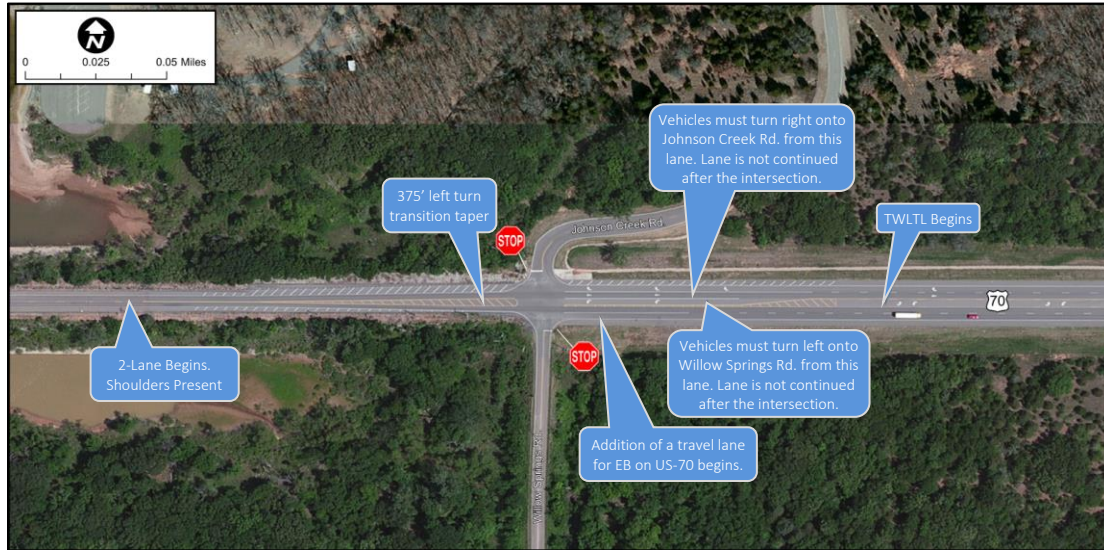 N
0 0.025 0.05 Miles
Vehicles must turn right onto
Johnson Creek Rd. from this
lane. Lane is not continued
after the intersection.
375' left turn
transition taper
TWLTL Begins
STOP
Johnson Creek Rd.
70
2-Lane Begins.
Shoulders Present
STOP
Vehicles must turn left onto
Willow Springs Rd. from this
lane. Lane is not continued
after the intersection.
Addition of a travel lane
for EB on US-70 begins.
Willow Springs Rd.